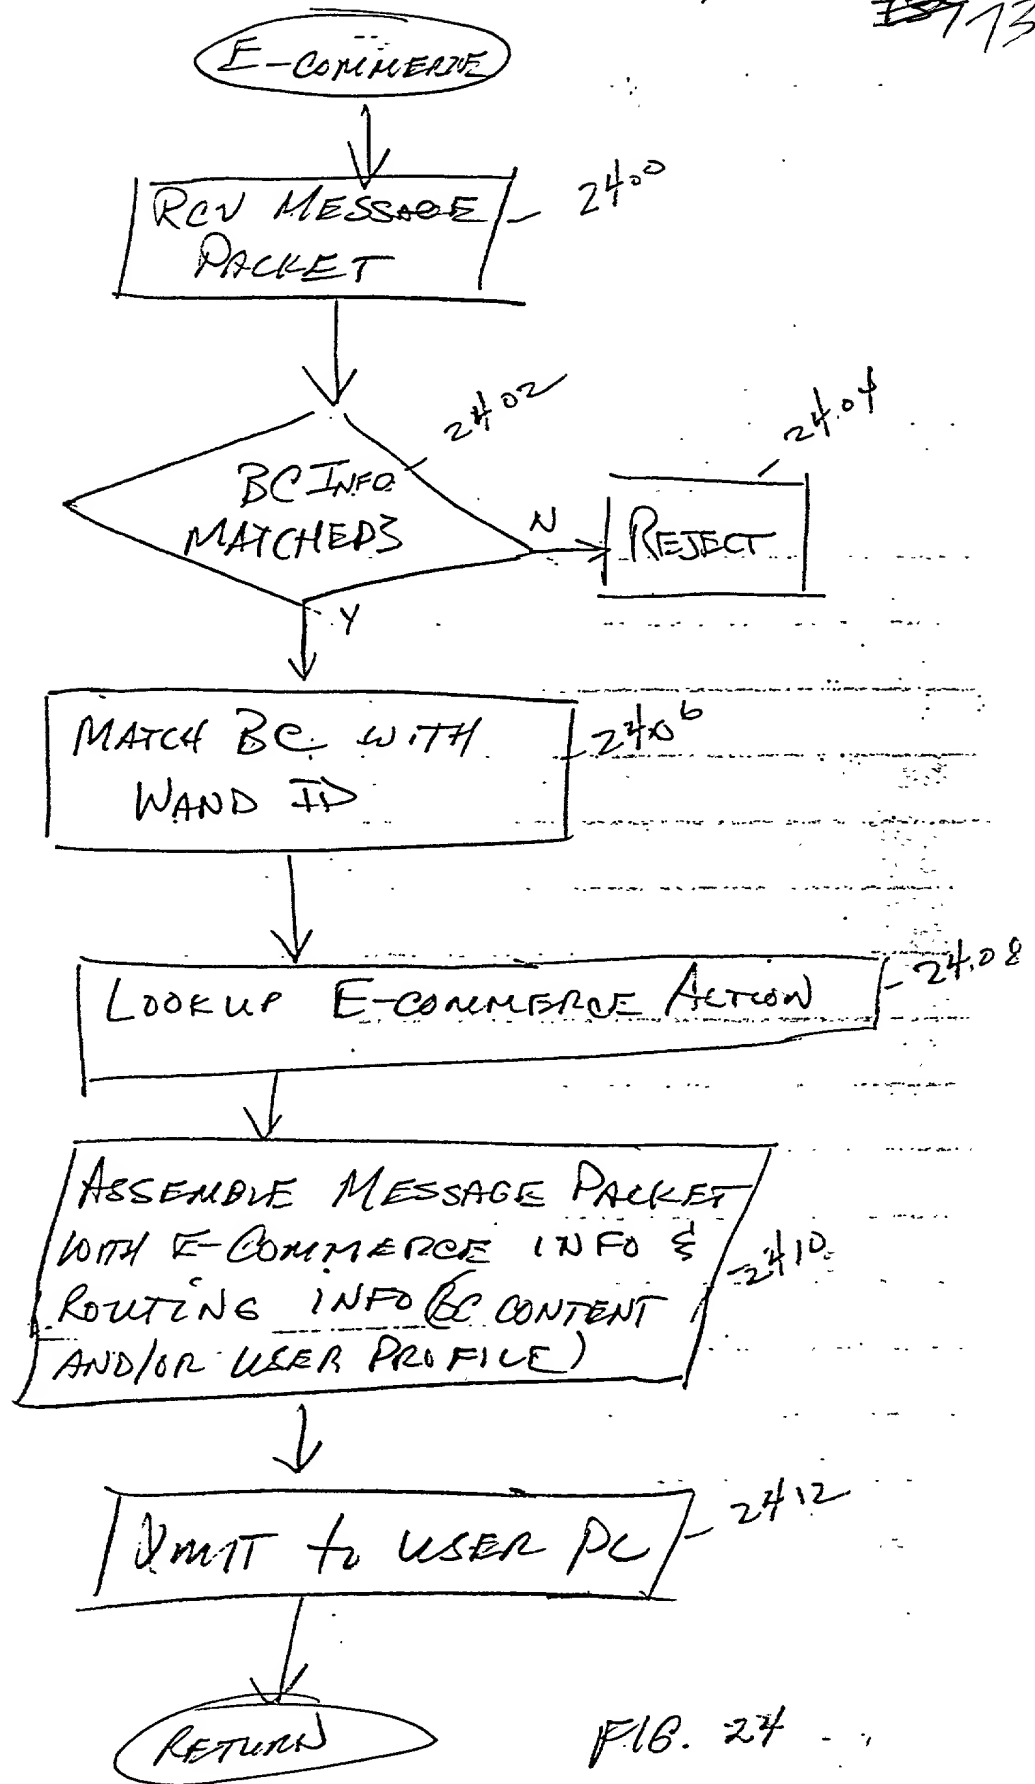 E-COMMERCE
RCV MESSAGE
PACKET
2400
2402
2404
BC INFO
MATCHED?
N
REJECT
Y
MATCH BC WITH
WAND ID
2406
LOOKUP E-COMMERCE ACTION
2408
ASSEMBLE MESSAGE PACKET
WITH E-COMMERCE INFO &
ROUTING INFO (BC CONTENT
AND/OR USER PROFILE)
2410
XMIT to USER PC
2412
RETURN
FIG. 24